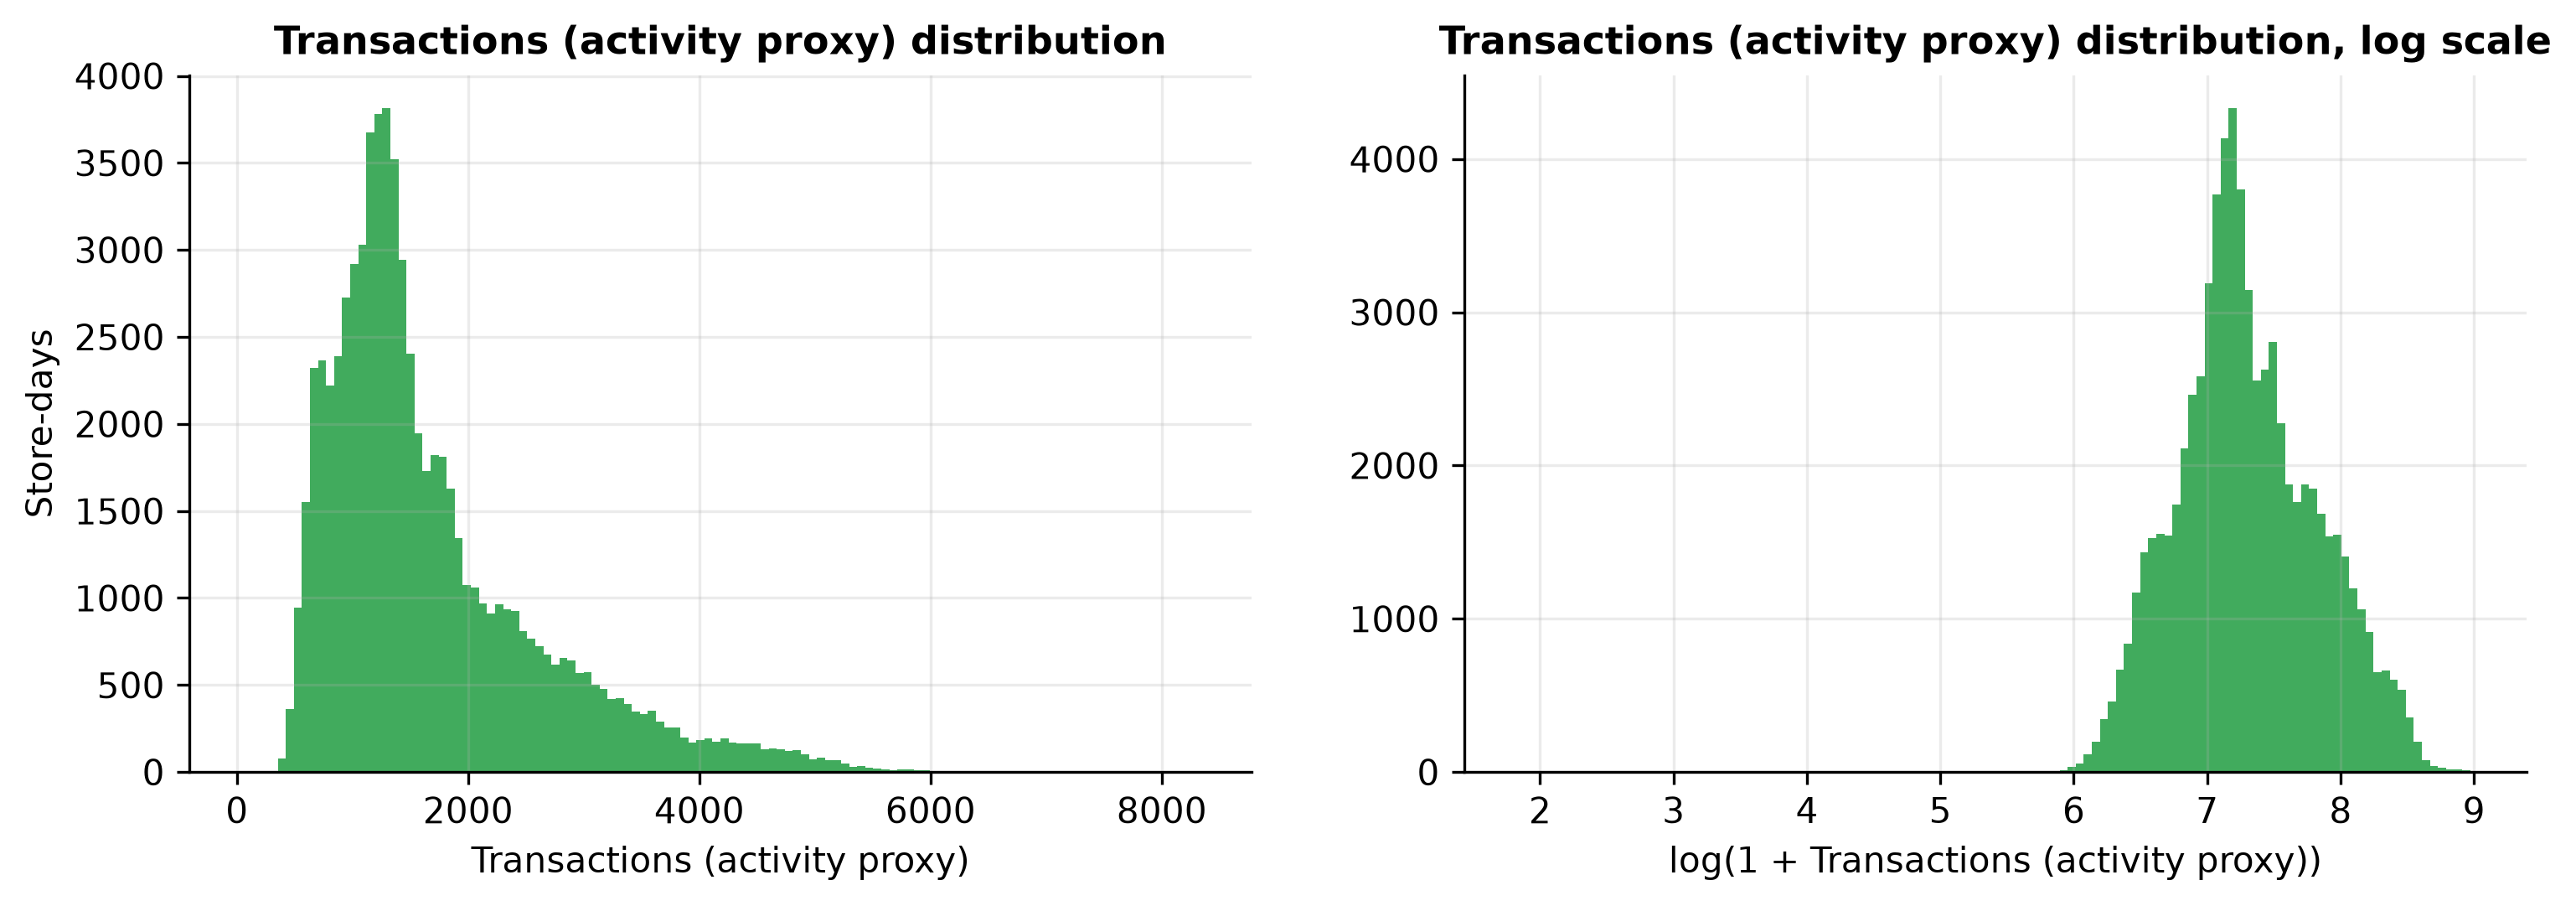 Transactions (activity proxy) distribution
4000
3500
3000
2500
2000
1500
1000
500
0
Store-days
0 2000 4000 6000 8000
Transactions (activity proxy)
Transactions (activity proxy) distribution, log scale
4000
3000
2000
1000
0
2 3 4 5 6 7 8 9
log(1 + Transactions (activity proxy))